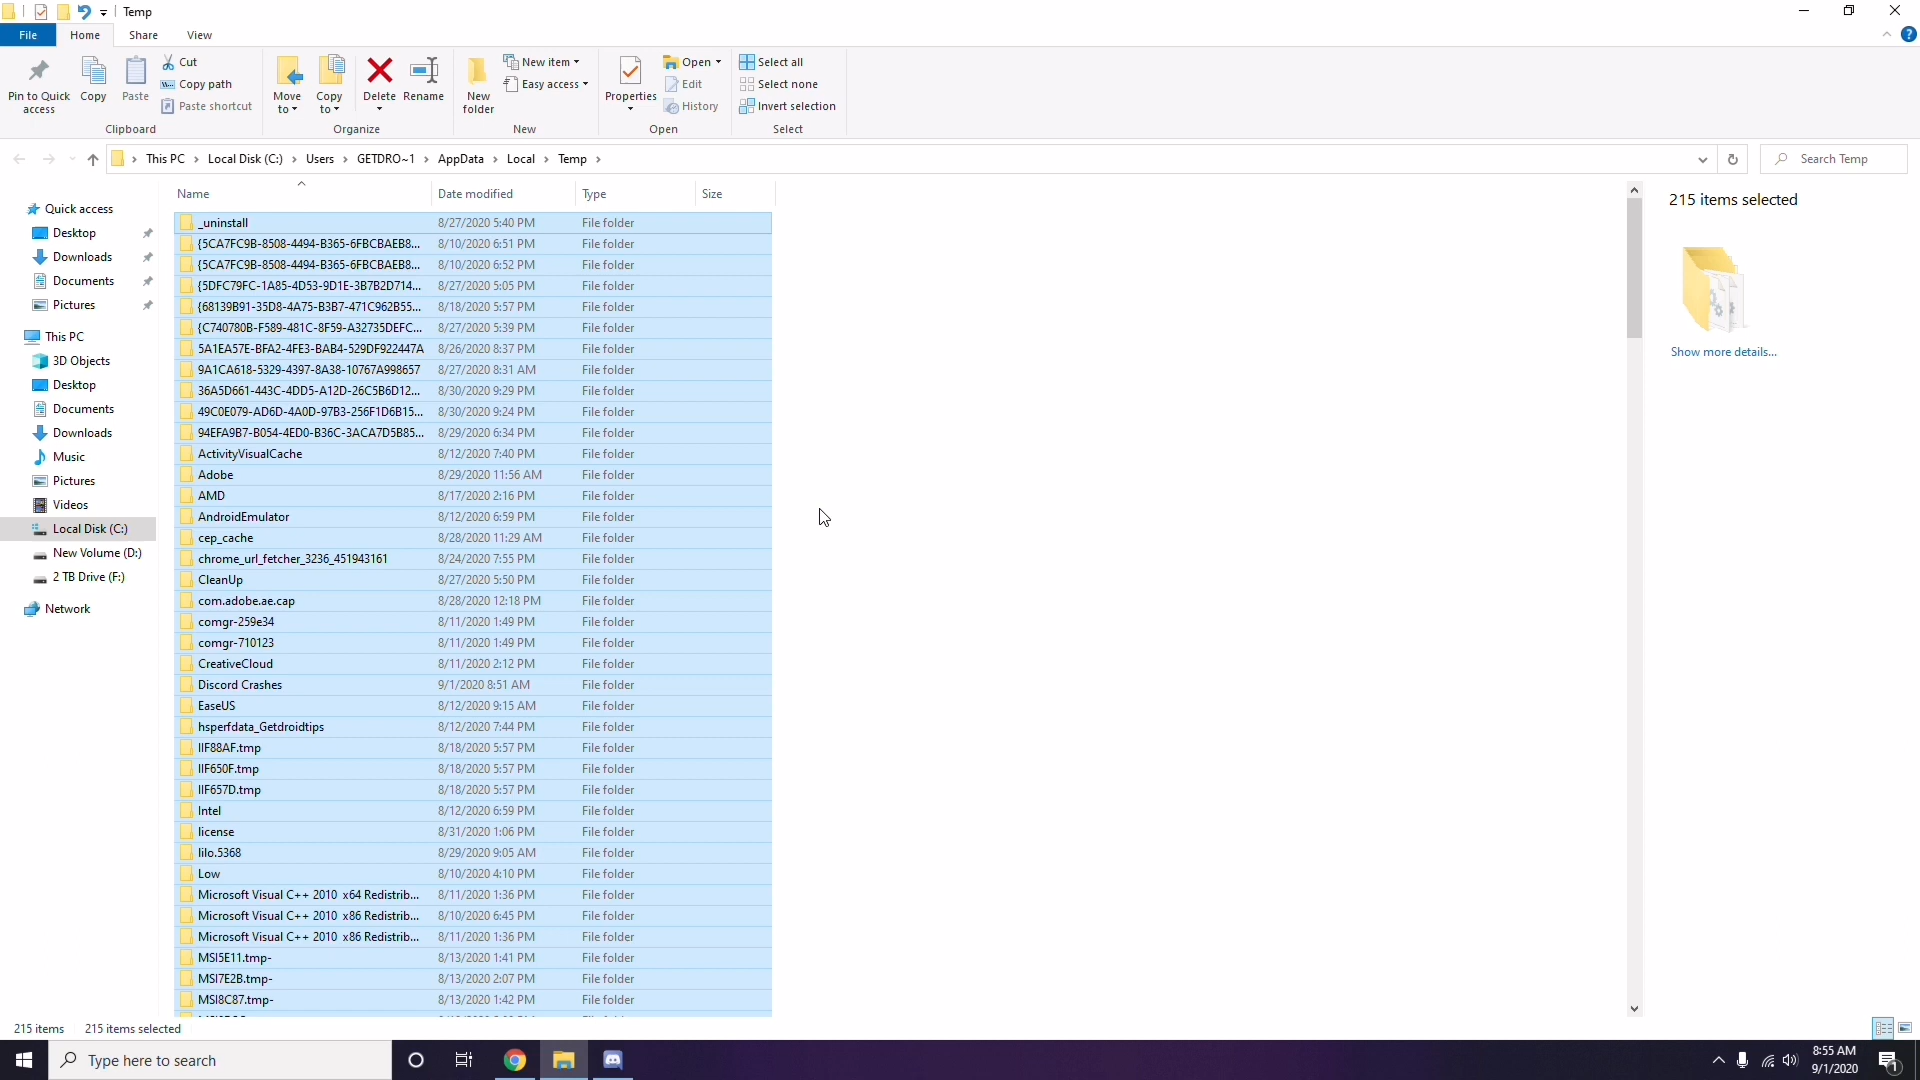 Temp
File
Home
Share
View
Pin to Quick access
Copy
Paste
Cut
Copy path
Paste shortcut
Clipboard
Move to
Copy to
Delete
Rename
Organize
New folder
New item
Easy access
New
Properties
Open
Edit
History
Open
Select all
Select none
Invert selection
Select
This PC > Local Disk (C:) > Users > GETDRO~1 > AppData > Local > Temp >
Search Temp
Quick access
Desktop
Downloads
Documents
Pictures
This PC
3D Objects
Desktop
Documents
Downloads
Music
Pictures
Videos
Local Disk (C:)
New Volume (D:)
2 TB Drive (F:)
Network
Name Date modified Type Size
_uninstall 8/27/2020 5:40 PM File folder
{5CA7FC9B-8508-4494-B365-6FBCBAEB8... 8/10/2020 6:51 PM File folder
{5CA7FC9B-8508-4494-B365-6FBCBAEB8... 8/10/2020 6:52 PM File folder
{5DFC79FC-1A85-4D53-9D1E-3B7B2D714... 8/27/2020 5:05 PM File folder
{68139B91-35D8-4A75-B3B7-471C962B55... 8/18/2020 5:57 PM File folder
{C740780B-F589-481C-8F59-A32735DEFC... 8/27/2020 5:39 PM File folder
5A1EA57E-BFA2-4FE3-BAB4-529DF922447A 8/26/2020 8:37 PM File folder
9A1CA618-5329-4397-8A38-10767A998657 8/27/2020 8:31 AM File folder
36A5D661-443C-4DD5-A12D-26C5B6D12... 8/30/2020 9:29 PM File folder
49C0E079-AD6D-4A0D-97B3-256F1D6B15... 8/30/2020 9:24 PM File folder
94EFA9B7-B054-4ED0-B36C-3ACA7D5B85... 8/29/2020 6:34 PM File folder
ActivityVisualCache 8/12/2020 7:40 PM File folder
Adobe 8/29/2020 11:56 AM File folder
AMD 8/17/2020 2:16 PM File folder
AndroidEmulator 8/12/2020 6:59 PM File folder
cep_cache 8/28/2020 11:29 AM File folder
chrome_url_fetcher_3236_451943161 8/24/2020 7:55 PM File folder
CleanUp 8/27/2020 5:50 PM File folder
com.adobe.ae.cap 8/28/2020 12:18 PM File folder
comgr-259e34 8/11/2020 1:49 PM File folder
comgr-710123 8/11/2020 1:49 PM File folder
CreativeCloud 8/11/2020 2:12 PM File folder
Discord Crashes 9/1/2020 8:51 AM File folder
EaseUS 8/12/2020 9:15 AM File folder
hsperfdata_Getdroidtips 8/12/2020 7:44 PM File folder
IIF88AF.tmp 8/18/2020 5:57 PM File folder
IIF650F.tmp 8/18/2020 5:57 PM File folder
IIF657D.tmp 8/18/2020 5:57 PM File folder
Intel 8/12/2020 6:59 PM File folder
license 8/31/2020 1:06 PM File folder
lilo.5368 8/29/2020 9:05 AM File folder
Low 8/10/2020 4:10 PM File folder
Microsoft Visual C++ 2010 x64 Redistrib... 8/11/2020 1:36 PM File folder
Microsoft Visual C++ 2010 x86 Redistrib... 8/10/2020 6:45 PM File folder
Microsoft Visual C++ 2010 x86 Redistrib... 8/11/2020 1:36 PM File folder
MSI5E11.tmp- 8/13/2020 1:41 PM File folder
MSI7E2B.tmp- 8/13/2020 2:07 PM File folder
MSI8C87.tmp- 8/13/2020 1:42 PM File folder
215 items selected
Show more details...
215 items 215 items selected
Type here to search
8:55 AM
9/1/2020
1